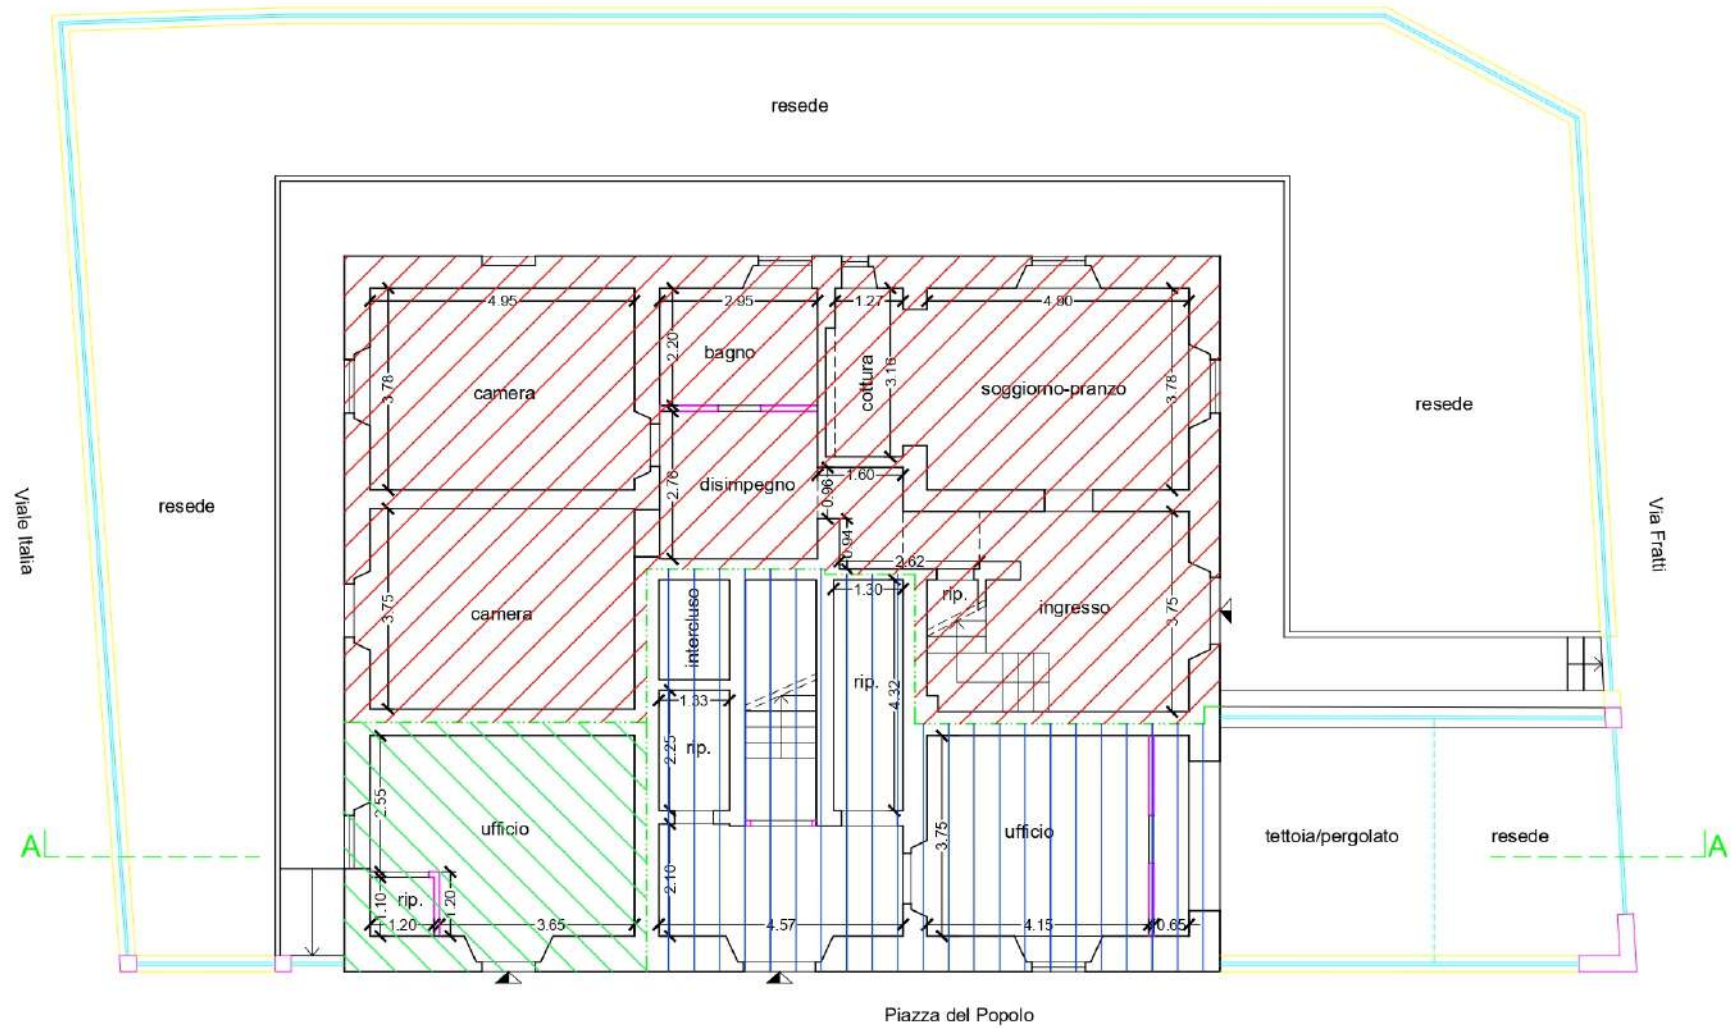 resede
4.95
2.95
1.27
4.90
2.20
bagno
3.78
camera
cottura
3.16
soggiorno-pranzo
3.78
resede
Viale Italia
resede
2.76
disimpegno
0.96
1.60
Via Fratti
0.94
2.62
3.75
camera
intercluso
1.30
rip.
ingresso
3.75
1.33
rip.
4.32
2.25
rip.
2.55
ufficio
3.75
ufficio
tettoia/pergolato
resede
A
A
2.10
1.10
rip.
1.20
1.20
3.65
4.57
4.15
0.65
Piazza del Popolo